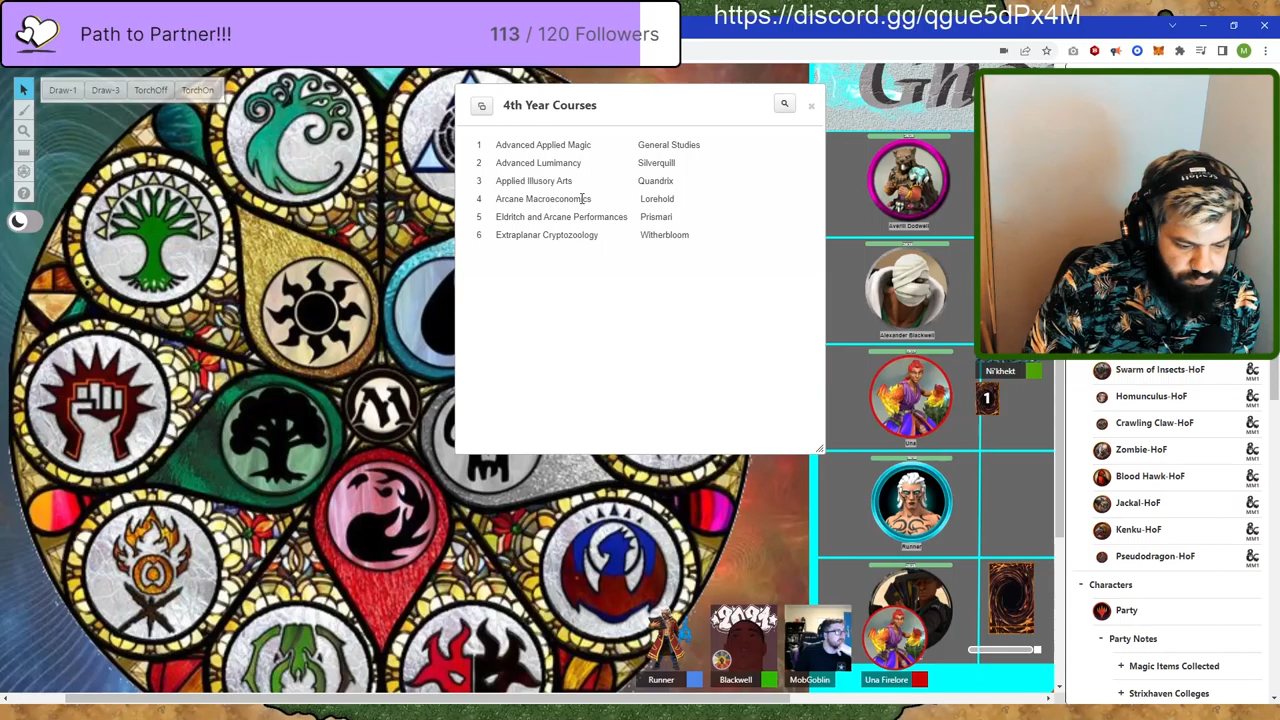 https://discord.gg/qgue5dPx4M
Path to Partner!!!
113 / 120 Followers
Draw-1
Draw-3
TorchOff
TorchOn
4th Year Courses
1 Advanced Applied Magic General Studies
2 Advanced Lumimancy Silverquill
3 Applied Illusory Arts Quandrix
4 Arcane Macroeconomics Lorehold
5 Eldritch and Arcane Performances Prismari
6 Extraplanar Cryptozoology Witherbloom
Averill Dodwell
Alexander Blackwell
Una
Runner
Ni'khekt
1
Swarm of Insects-HoF
Homunculus-HoF
Crawling Claw-HoF
Zombie-HoF
Blood Hawk-HoF
Jackal-HoF
Kenku-HoF
Pseudodragon-HoF
Characters
Party
Party Notes
Magic Items Collected
Strixhaven Colleges
Runner
Blackwell
MobGoblin
Una Firelore